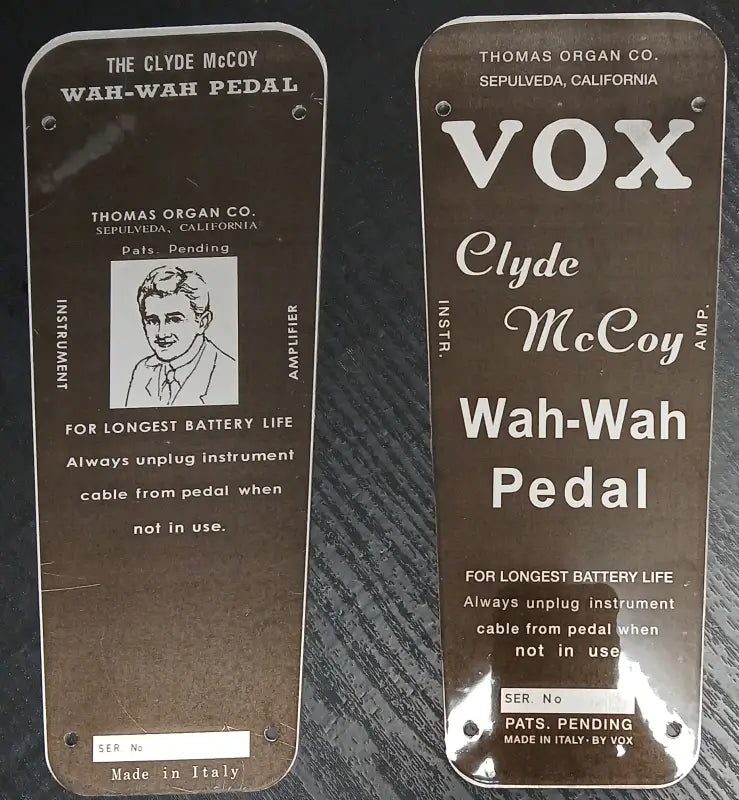 THE CLYDE McCOY
WAH-WAH PEDAL
THOMAS ORGAN CO.
SEPULVEDA, CALIFORNIA
Pats. Pending
INSTRUMENT
AMPLIFIER
FOR LONGEST BATTERY LIFE
Always unplug instrument
cable from pedal when
not in use.
SER. No
Made in Italy
THOMAS ORGAN CO.
SEPULVEDA, CALIFORNIA
VOX
Clyde
McCoy
INSTR.
AMP.
Wah-Wah
Pedal
FOR LONGEST BATTERY LIFE
Always unplug instrument
cable from pedal when
not in use
SER. No
PATS. PENDING
MADE IN ITALY · BY VOX